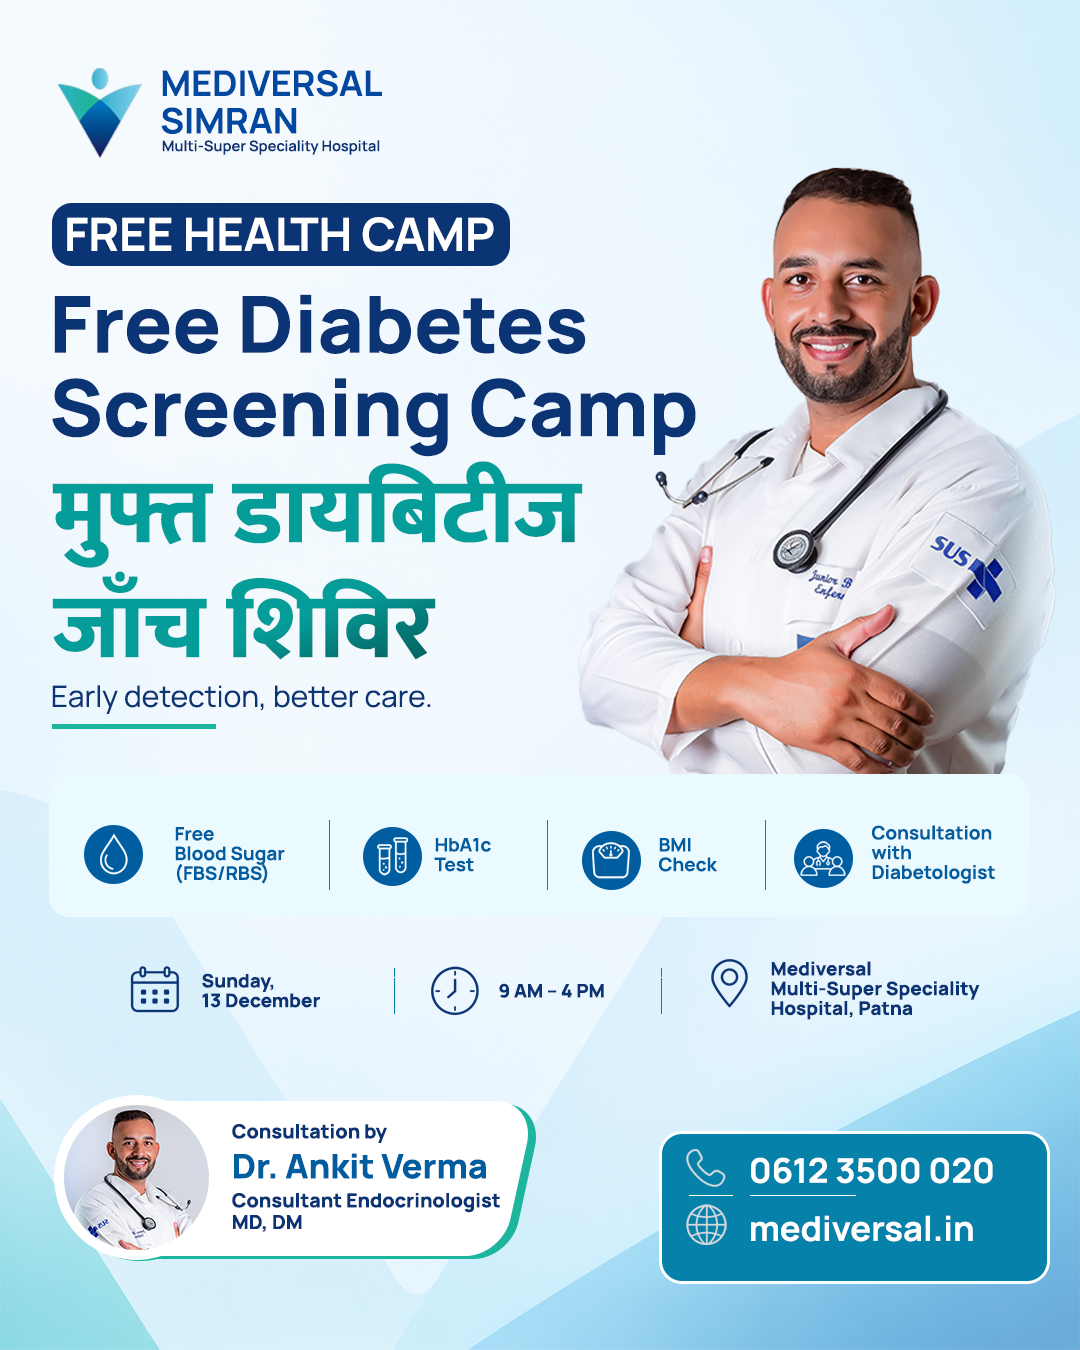 MEDIVERSAL
SIMRAN
Multi-Super Speciality Hospital
FREE HEALTH CAMP
Free Diabetes
Screening Camp
मुफ्त डायबिटीज
जाँच शिविर
Early detection, better care.
SUS
Junior B
Enfer
Free
Blood Sugar
(FBS/RBS)
HbA1c
Test
BMI
Check
Consultation
with
Diabetologist
Sunday,
13 December
9 AM – 4 PM
Mediversal
Multi-Super Speciality
Hospital, Patna
Consultation by
Dr. Ankit Verma
Consultant Endocrinologist
MD, DM
SUS
0612 3500 020
mediversal.in